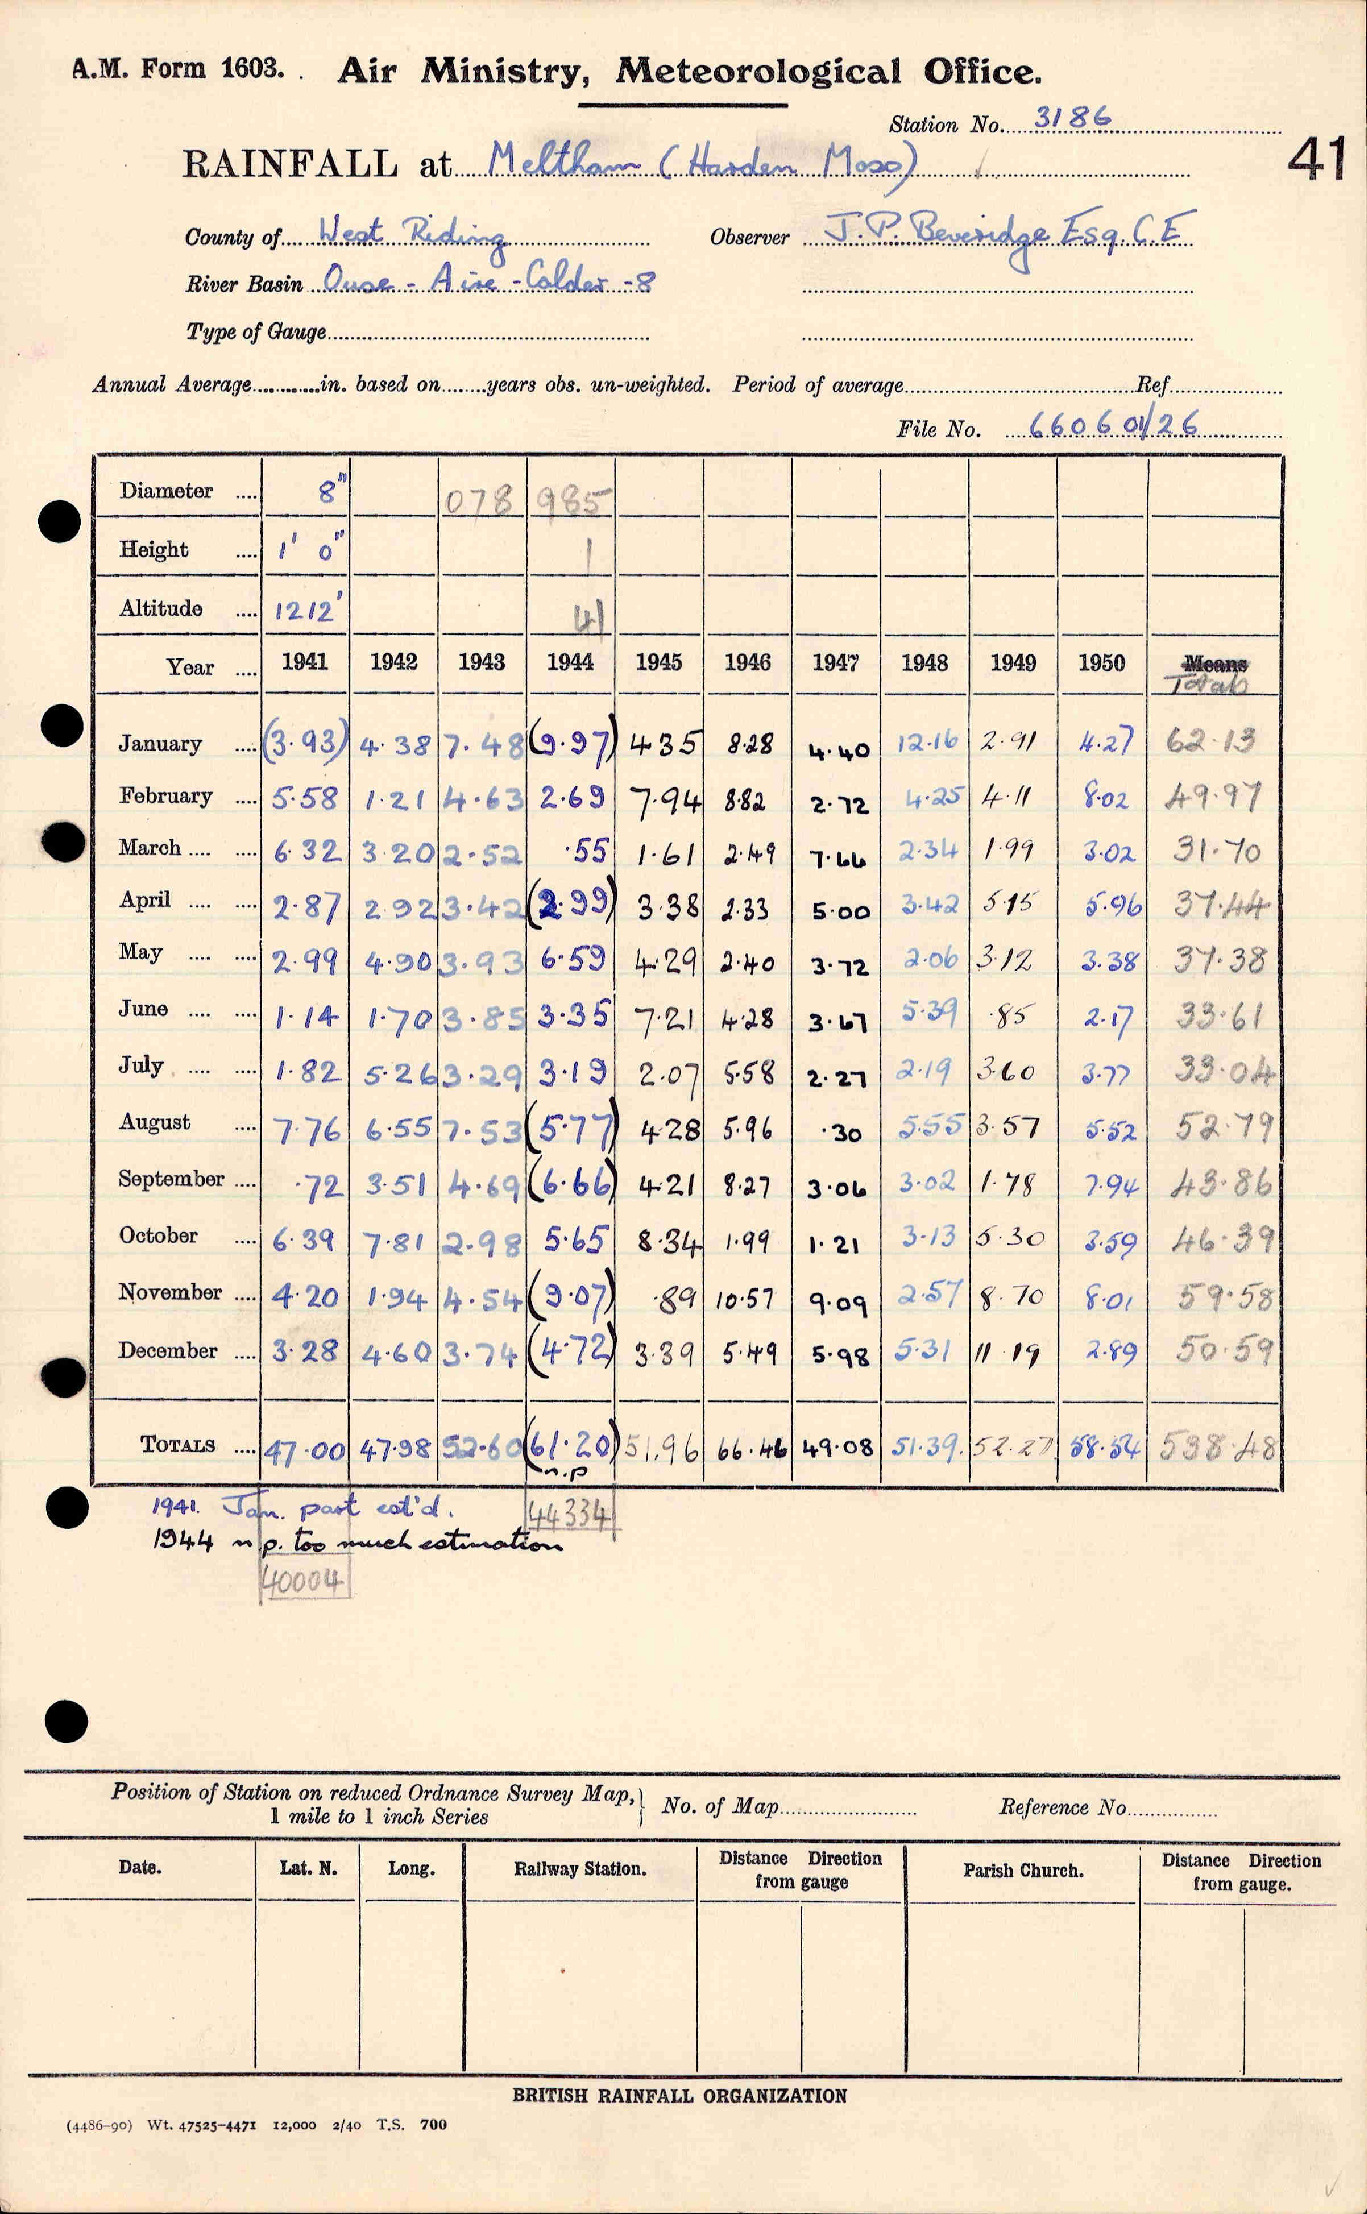 A.M. Form 1603. Air Ministry, Meteorological Office.
Station No. 3186
RAINFALL at Meltham (Harden Moss)
41
County of West Riding Observer J.P. Beveridge Esq. C.E
River Basin Ouse - Aire - Calder - 8
Type of Gauge
Annual Average in. based on years obs. un-weighted. Period of average Ref
File No. 660601/26
Diameter 8" 078 985
Height 1' 0" 1
Altitude 1212' 41
Year 1941 1942 1943 1944 1945 1946 1947 1948 1949 1950 Means
Totals
January (3.93) 4.38 7.48 (9.97) 4.35 8.28 4.40 12.16 2.91 4.27 62.13
February 5.58 1.21 4.63 2.69 7.94 8.82 2.72 4.25 4.11 8.02 49.97
March 6.32 3.20 2.52 .55 1.61 2.49 7.66 2.34 1.99 3.02 31.70
April 2.87 2.92 3.42 (2.99) 3.38 2.33 5.00 3.42 5.15 5.96 37.44
May 2.99 4.90 3.93 6.59 4.29 2.40 3.72 2.06 3.12 3.38 37.38
June 1.14 1.70 3.85 3.35 7.21 4.28 3.67 5.39 .85 2.17 33.61
July 1.82 5.26 3.29 3.19 2.07 5.58 2.27 2.19 3.60 3.77 33.04
August 7.76 6.55 7.53 (5.77) 4.28 5.96 .30 5.55 3.57 5.52 52.79
September .72 3.51 4.69 (6.66) 4.21 8.27 3.06 3.02 1.78 7.94 43.86
October 6.39 7.81 2.98 5.65 8.34 1.99 1.21 3.13 5.30 3.59 46.39
November 4.20 1.94 4.54 (9.07) .89 10.57 9.09 2.57 8.70 8.01 59.58
December 3.28 4.60 3.74 (4.72) 3.39 5.49 5.98 5.31 11.19 2.89 50.59
TOTALS 47.00 47.98 52.60 (61.20) 51.96 66.46 49.08 51.39. 52.27 58.54 538.48
n.p
1941. Jan. part est'd. 44334
1944 n.p. too much estimation
40004
Position of Station on reduced Ordnance Survey Map, No. of Map Reference No.
1 mile to 1 inch Series
Date. Lat. N. Long. Railway Station. Distance Direction from gauge Parish Church. Distance Direction from gauge.
BRITISH RAINFALL ORGANIZATION
(4486-90) Wt. 47525-4471 12,000 2/40 T.S. 700